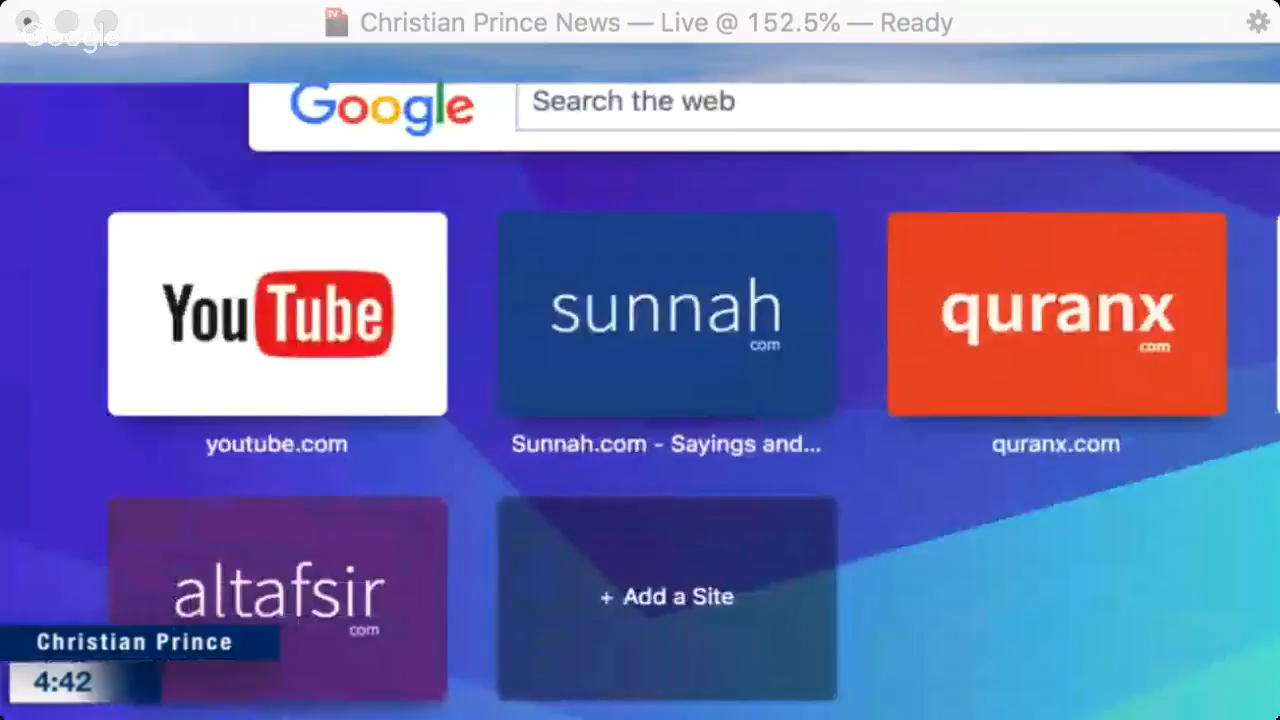 Christian Prince News — Live @ 152.5% — Ready
Google
Google
Search the web
YouTube
sunnah
com
quranx
com
youtube.com
Sunnah.com - Sayings and...
quranx.com
altafsir
com
+ Add a Site
Christian Prince
4:42